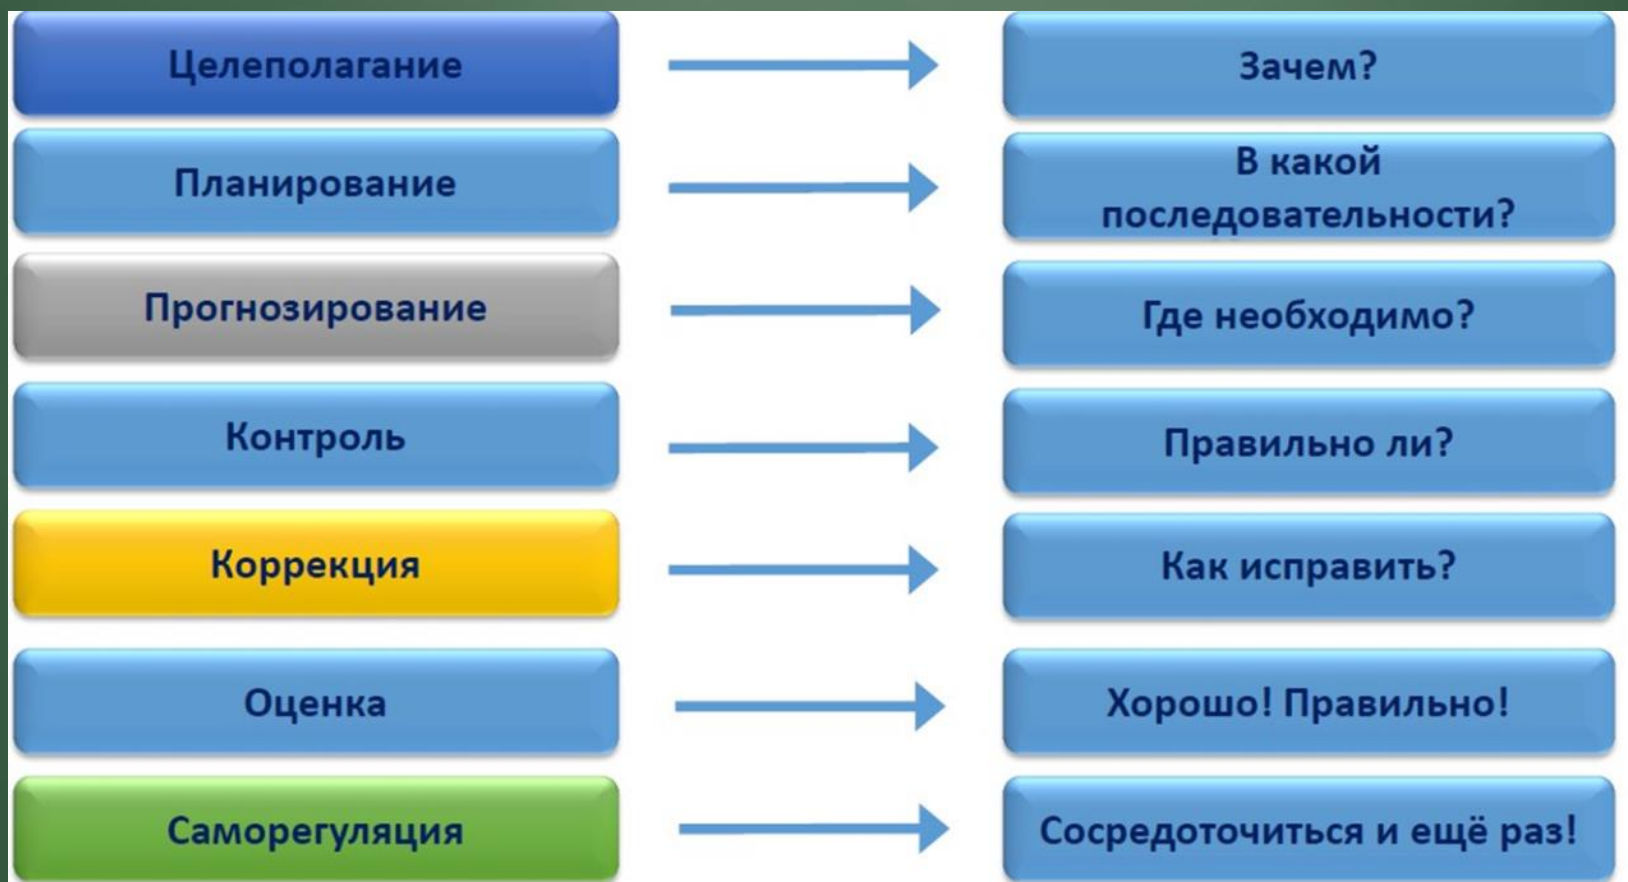 Целеполагание
Зачем?
Планирование
В какой
последовательности?
Прогнозирование
Где необходимо?
Контроль
Правильно ли?
Коррекция
Как исправить?
Оценка
Хорошо! Правильно!
Саморегуляция
Сосредоточиться и ещё раз!